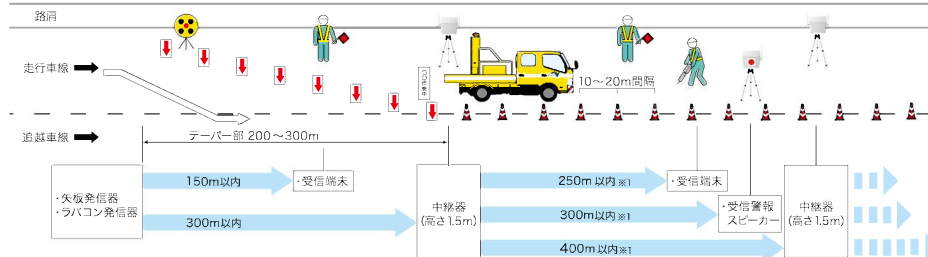 路肩
走行車線
10～20m間隔
追越車線
テーパー部 200～300m
・矢板発信器
・ラバコン発信器
150m以内
・受信端末
300m以内
中継器
(高さ1.5m)
250m以内※1
・受信端末
300m以内※1
・受信警報
スピーカー
400m以内※1
中継器
(高さ1.5m)